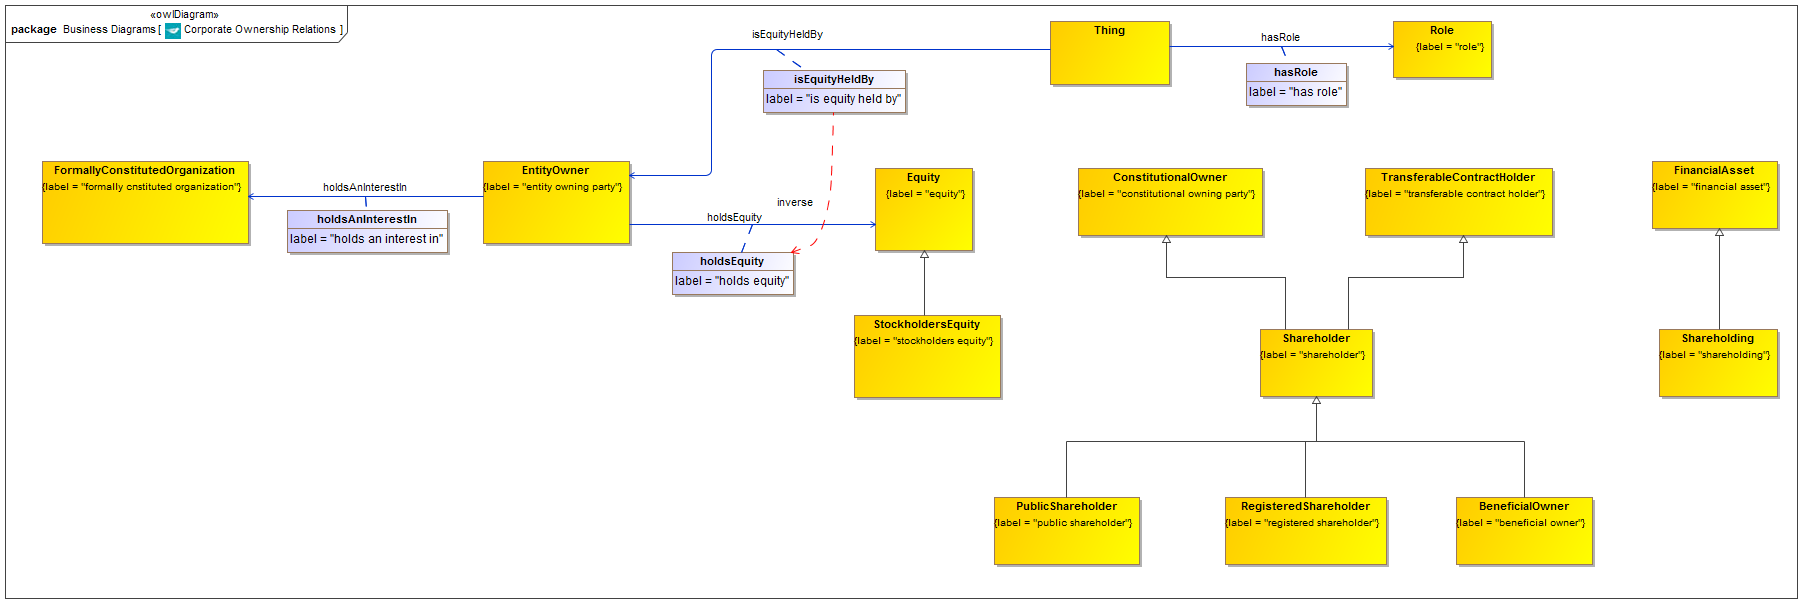 «owlDiagram»
package Business Diagrams [ Corporate Ownership Relations ]
isEquityHeldBy
isEquityHeldBy
label = "is equity held by"
Thing
hasRole
hasRole
label = "has role"
Role
{label = "role"}
FormallyConstitutedOrganization
{label = "formally cnstituted organization"}
holdsAnInterestIn
holdsAnInterestIn
label = "holds an interest in"
EntityOwner
{label = "entity owning party"}
inverse
holdsEquity
holdsEquity
label = "holds equity"
Equity
{label = "equity"}
ConstitutionalOwner
{label = "constitutional owning party"}
TransferableContractHolder
{label = "transferable contract holder"}
FinancialAsset
{label = "financial asset"}
StockholdersEquity
{label = "stockholders equity"}
Shareholder
{label = "shareholder"}
Shareholding
{label = "shareholding"}
PublicShareholder
{label = "public shareholder"}
RegisteredShareholder
{label = "registered shareholder"}
BeneficialOwner
{label = "beneficial owner"}